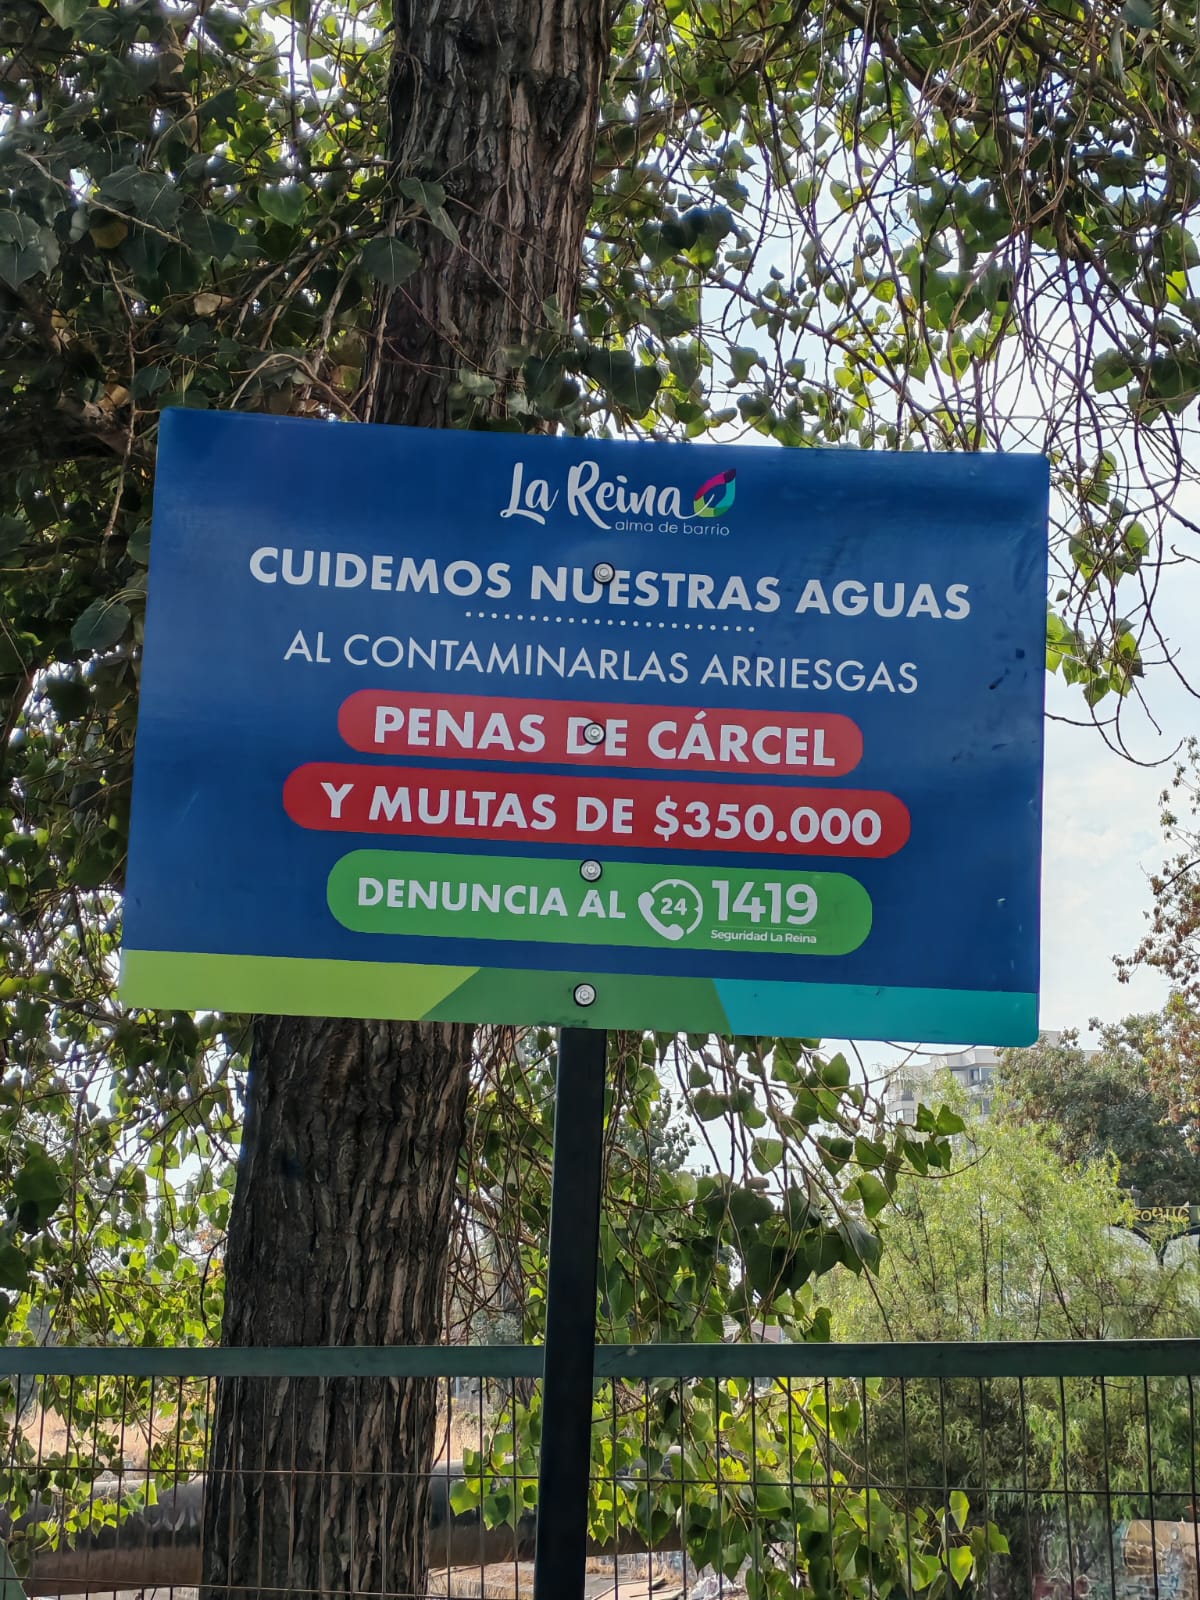 La Reina
alma de barrio
CUIDEMOS NUESTRAS AGUAS
AL CONTAMINARLAS ARRIESGAS
PENAS DE CÁRCEL
Y MULTAS DE $350.000
DENUNCIA AL 24 1419
Seguridad La Reina